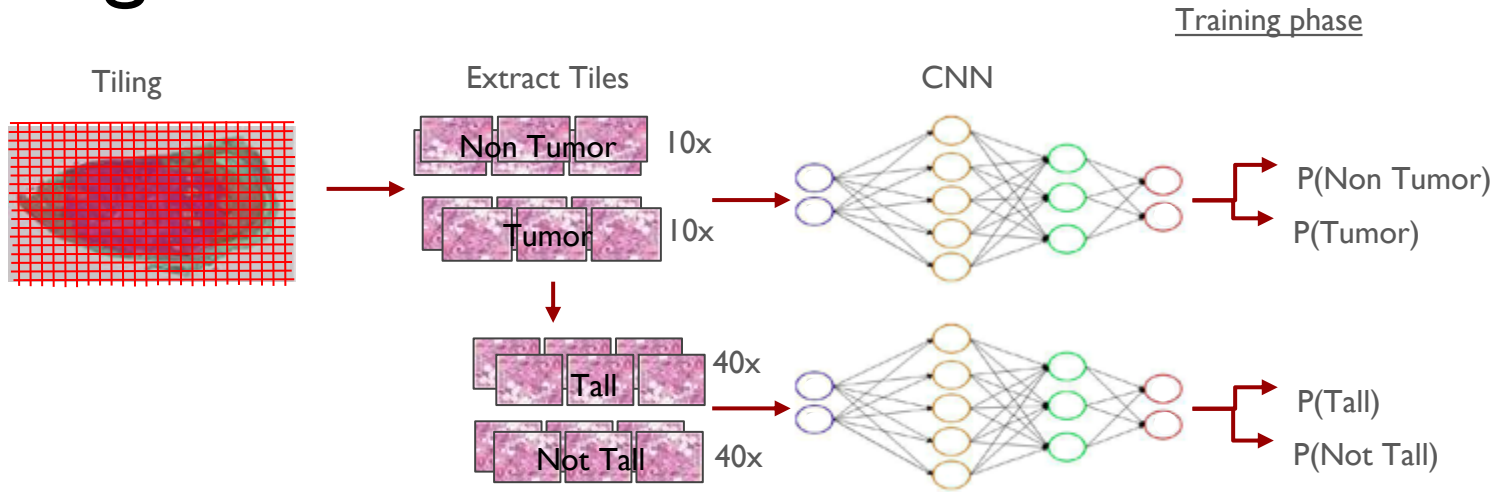 Training phase
Tiling
Extract Tiles
CNN
Non Tumor
10x
Tumor
10x
P(Non Tumor)
P(Tumor)
Tall
40x
Not Tall
40x
P(Tall)
P(Not Tall)